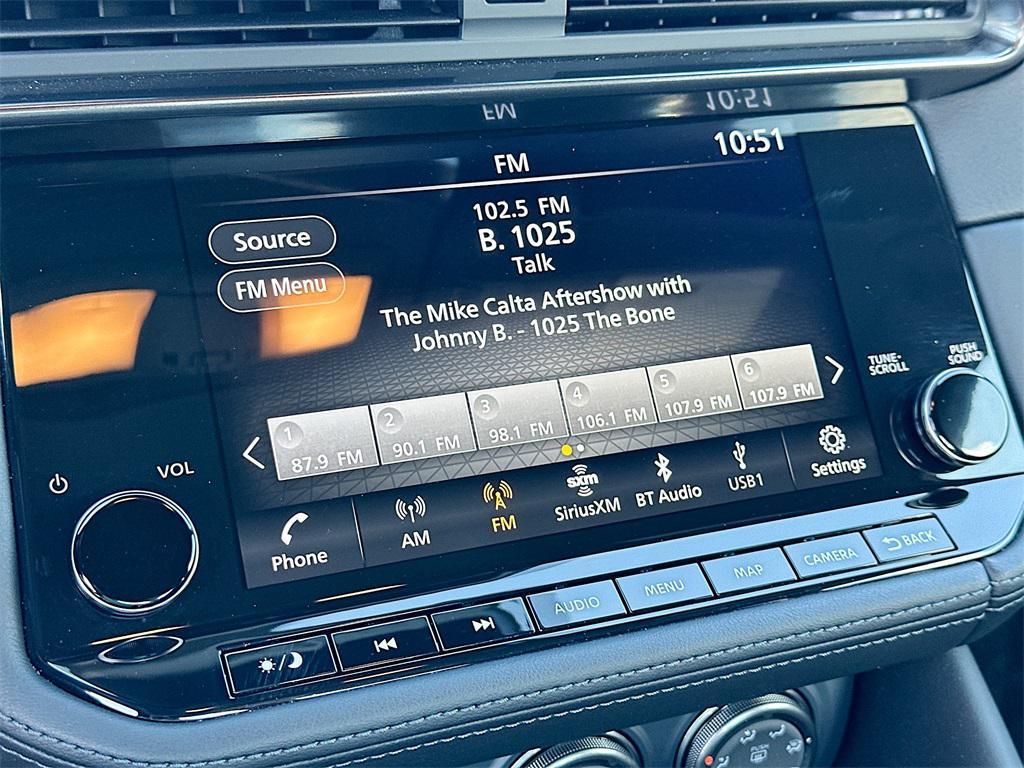 FM
10:51
102.5 FM
B. 1025
Talk
Source
FM Menu
The Mike Calta Aftershow with
Johnny B. - 1025 The Bone
1
87.9 FM
2
90.1 FM
3
98.1 FM
4
106.1 FM
5
107.9 FM
6
107.9 FM
TUNE•
SCROLL
PUSH
SOUND
VOL
Phone
AM
FM
sxm
SiriusXM
BT Audio
USB1
Settings
AUDIO
MENU
MAP
CAMERA
BACK
PUSH